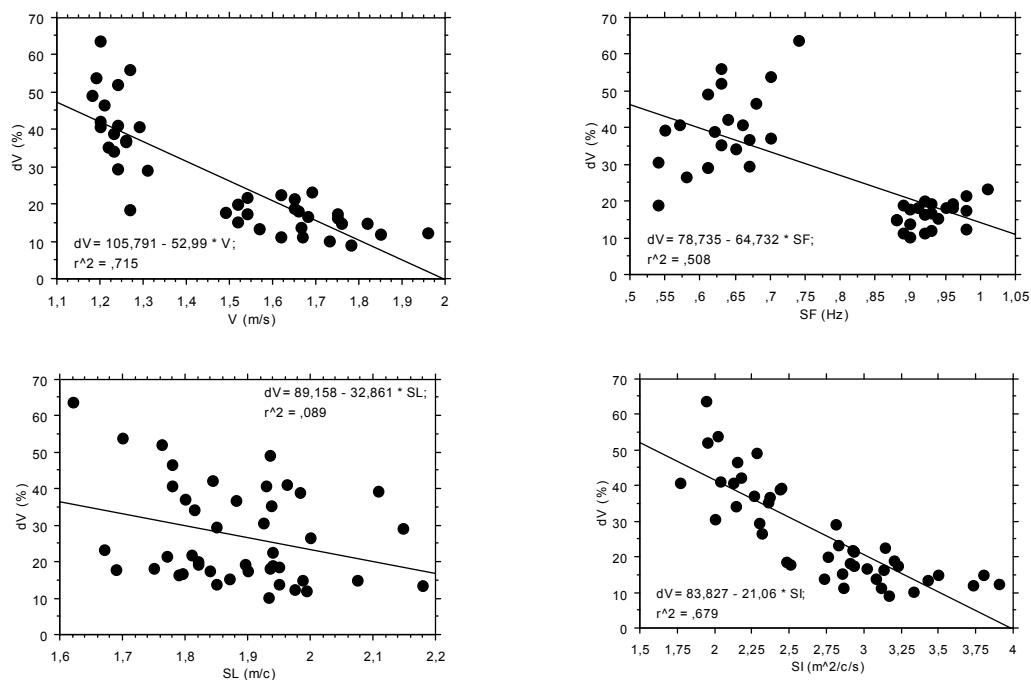 70
60
50
40
30
20
10
0
dV (%)
dV = 105,791 - 52,99 * V;
r^2 = ,715
1,1 1,2 1,3 1,4 1,5 1,6 1,7 1,8 1,9 2
V (m/s)
70
60
50
40
30
20
10
0
dV (%)
dV = 78,735 - 64,732 * SF;
r^2 = ,508
,5 ,55 ,6 ,65 ,7 ,75 ,8 ,85 ,9 ,95 1 1,05
SF (Hz)
70
60
50
40
30
20
10
0
dV (%)
dV = 89,158 - 32,861 * SL;
r^2 = ,089
1,6 1,7 1,8 1,9 2 2,1 2,2
SL (m/c)
70
60
50
40
30
20
10
0
dV (%)
dV = 83,827 - 21,06 * SI;
r^2 = ,679
1,5 1,75 2 2,25 2,5 2,75 3 3,25 3,5 3,75 4
SI (m^2/c/s)